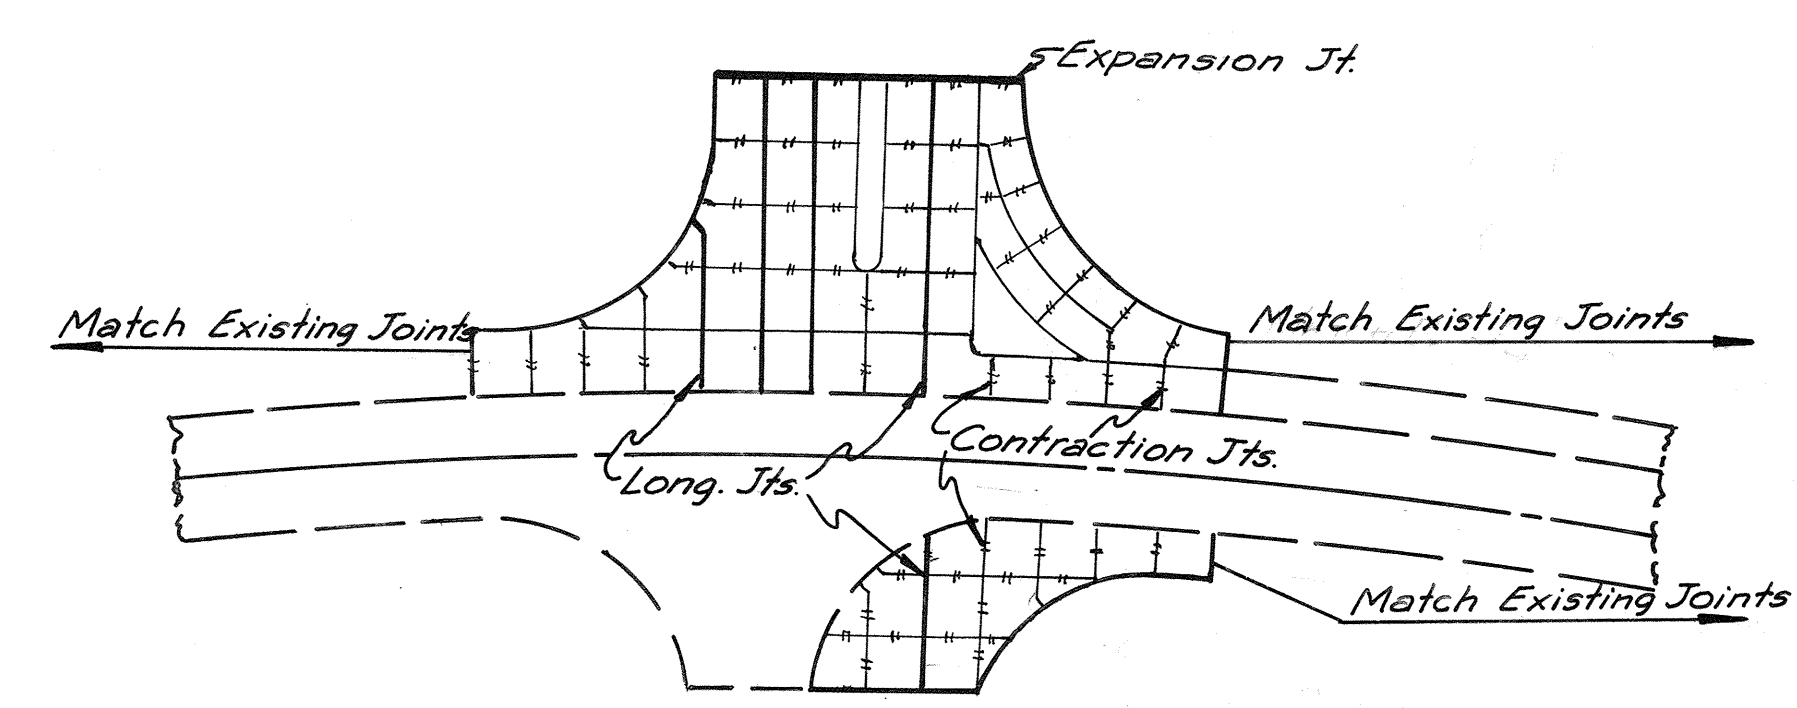 Expansion Jt.
Match Existing Joints
Match Existing Joints
Contraction Jts.
Long. Jts.
Match Existing Joints